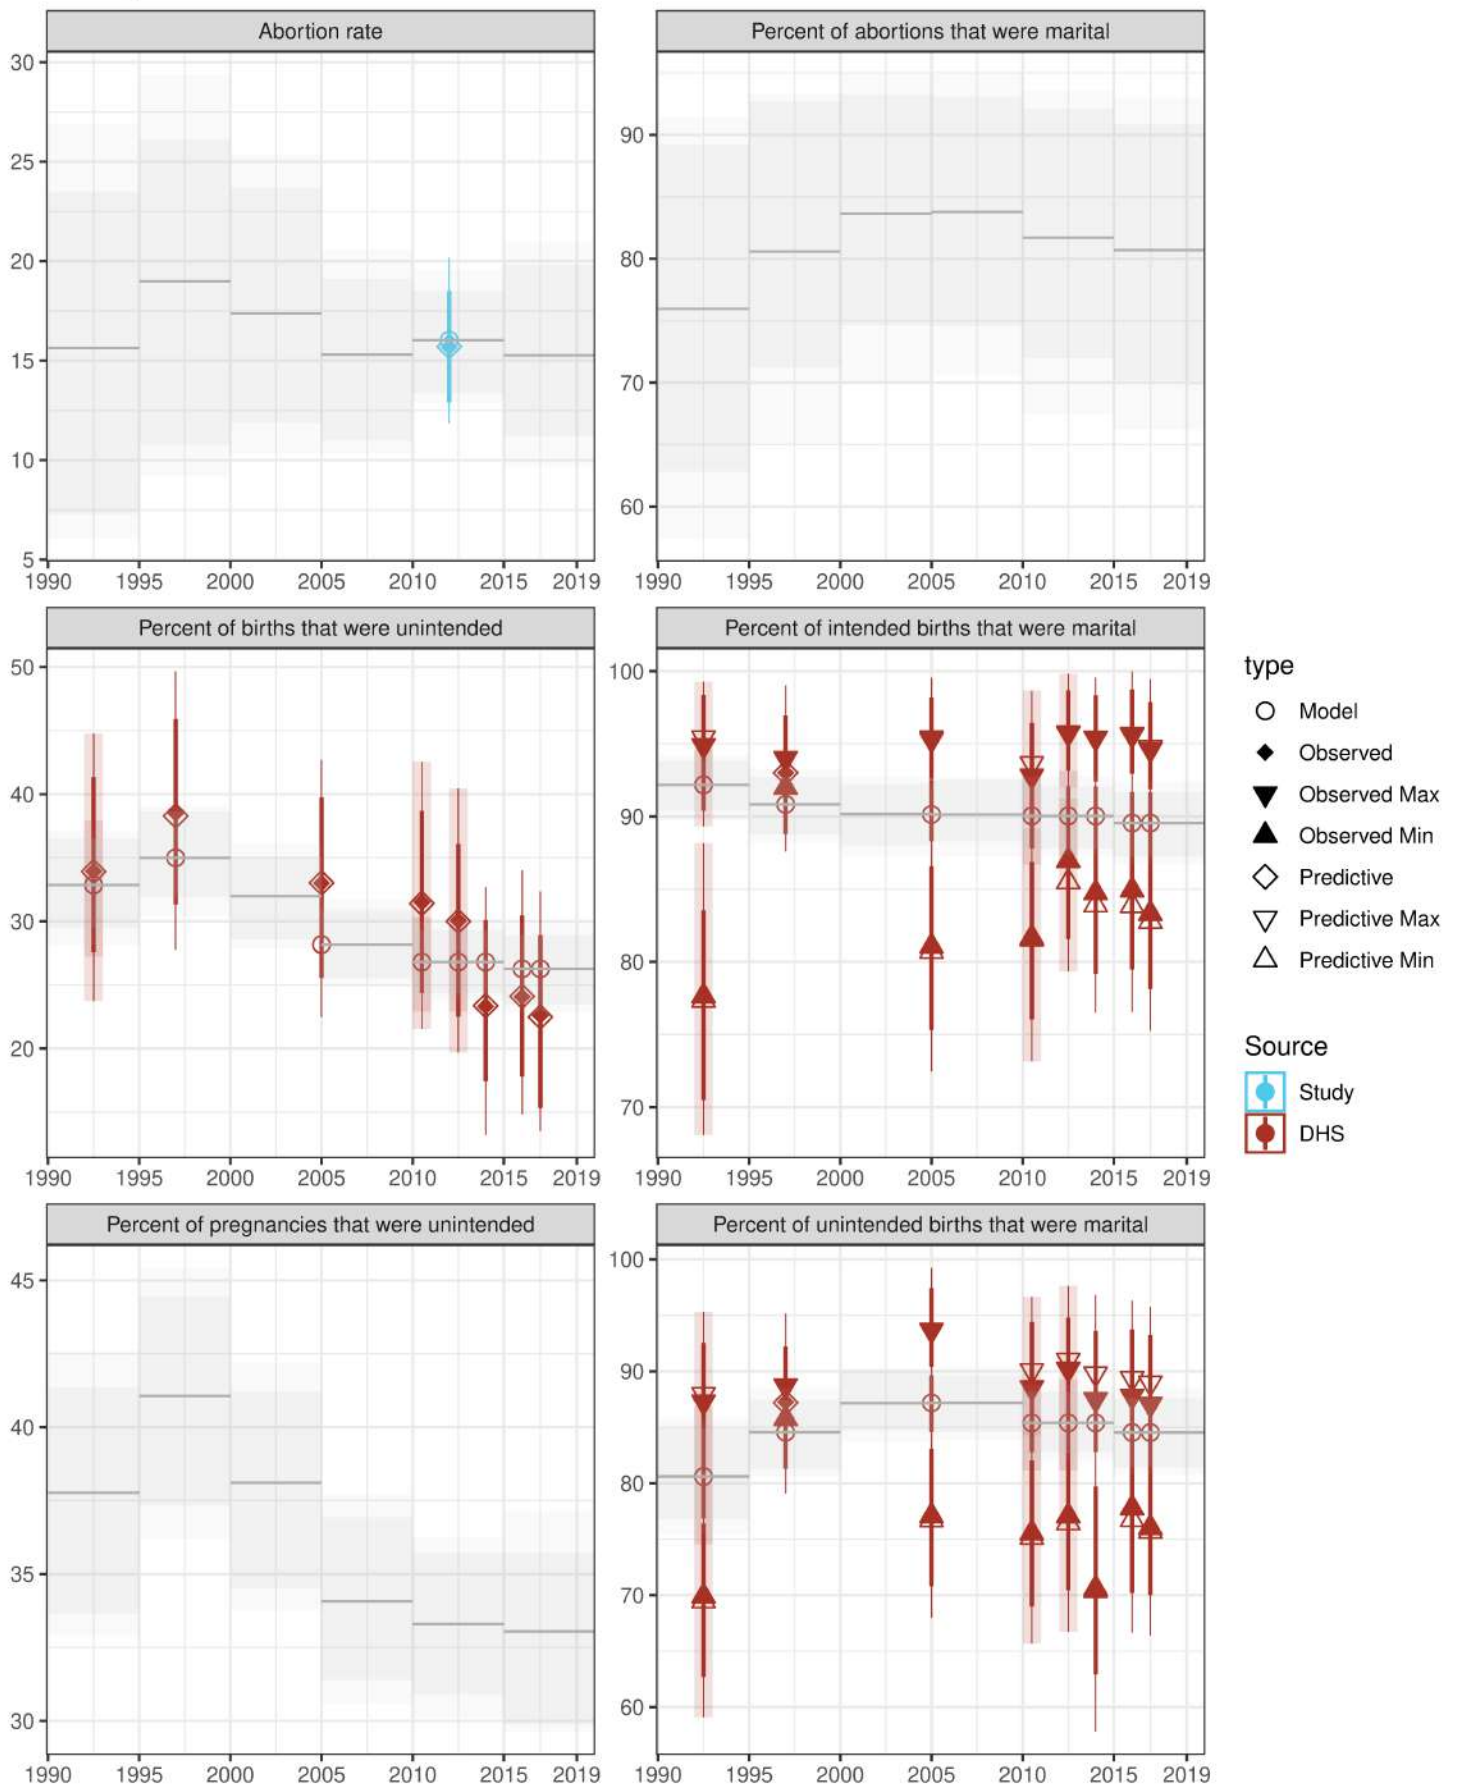 Abortion rate
30
25
20
15
10
5
1990 1995 2000 2005 2010 2015 2019
Percent of abortions that were marital
90
80
70
60
1990 1995 2000 2005 2010 2015 2019
Percent of births that were unintended
50
40
30
20
1990 1995 2000 2005 2010 2015 2019
Percent of intended births that were marital
100
90
80
70
1990 1995 2000 2005 2010 2015 2019
Percent of pregnancies that were unintended
45
40
35
30
1990 1995 2000 2005 2010 2015 2019
Percent of unintended births that were marital
100
90
80
70
60
1990 1995 2000 2005 2010 2015 2019
type
Model
Observed
Observed Max
Observed Min
Predictive
Predictive Max
Predictive Min
Source
Study
DHS